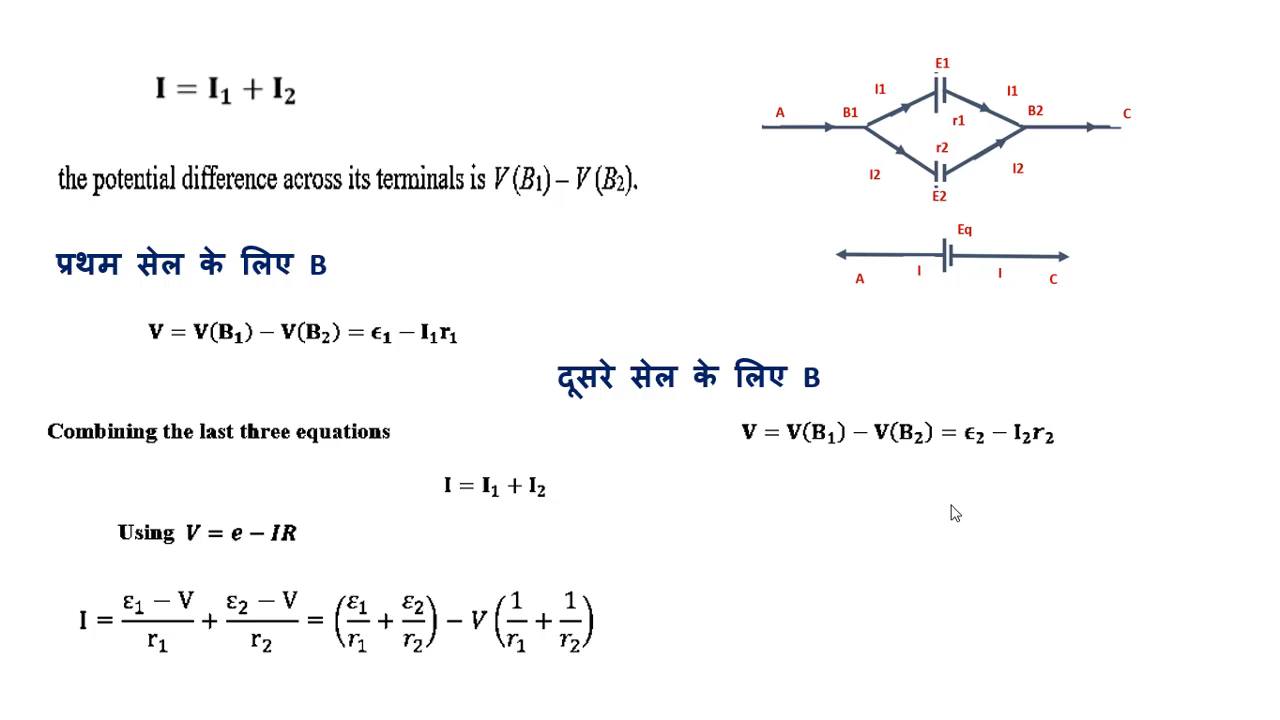 I = I₁ + I₂
the potential difference across its terminals is V (B₁) – V (B₂).
प्रथम सेल के लिए B
V = V(B₁) − V(B₂) = ϵ₁ − I₁r₁
दूसरे सेल के लिए B
Combining the last three equations
V = V(B₁) − V(B₂) = ϵ₂ − I₂r₂
I = I₁ + I₂
Using V = e − IR
I = (ε₁ − V)/r₁ + (ε₂ − V)/r₂ = (ε₁/r₁ + ε₂/r₂) − V (1/r₁ + 1/r₂)
E1
I1 I1
A B1 r1 B2 C
r2
I2 I2
E2
Eq
A I I C